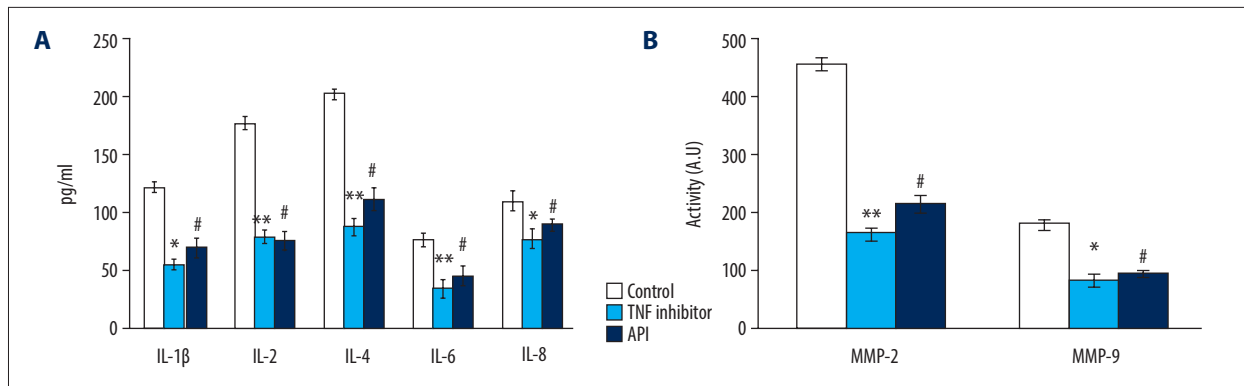 A
250
200
150
100
50
0
pg/ml
*
#
**
#
**
#
**
#
*
#
IL-1β
IL-2
IL-4
IL-6
IL-8
Control
TNF inhibitor
API
B
500
400
300
200
100
0
Activity (A.U)
**
#
*
#
MMP-2
MMP-9